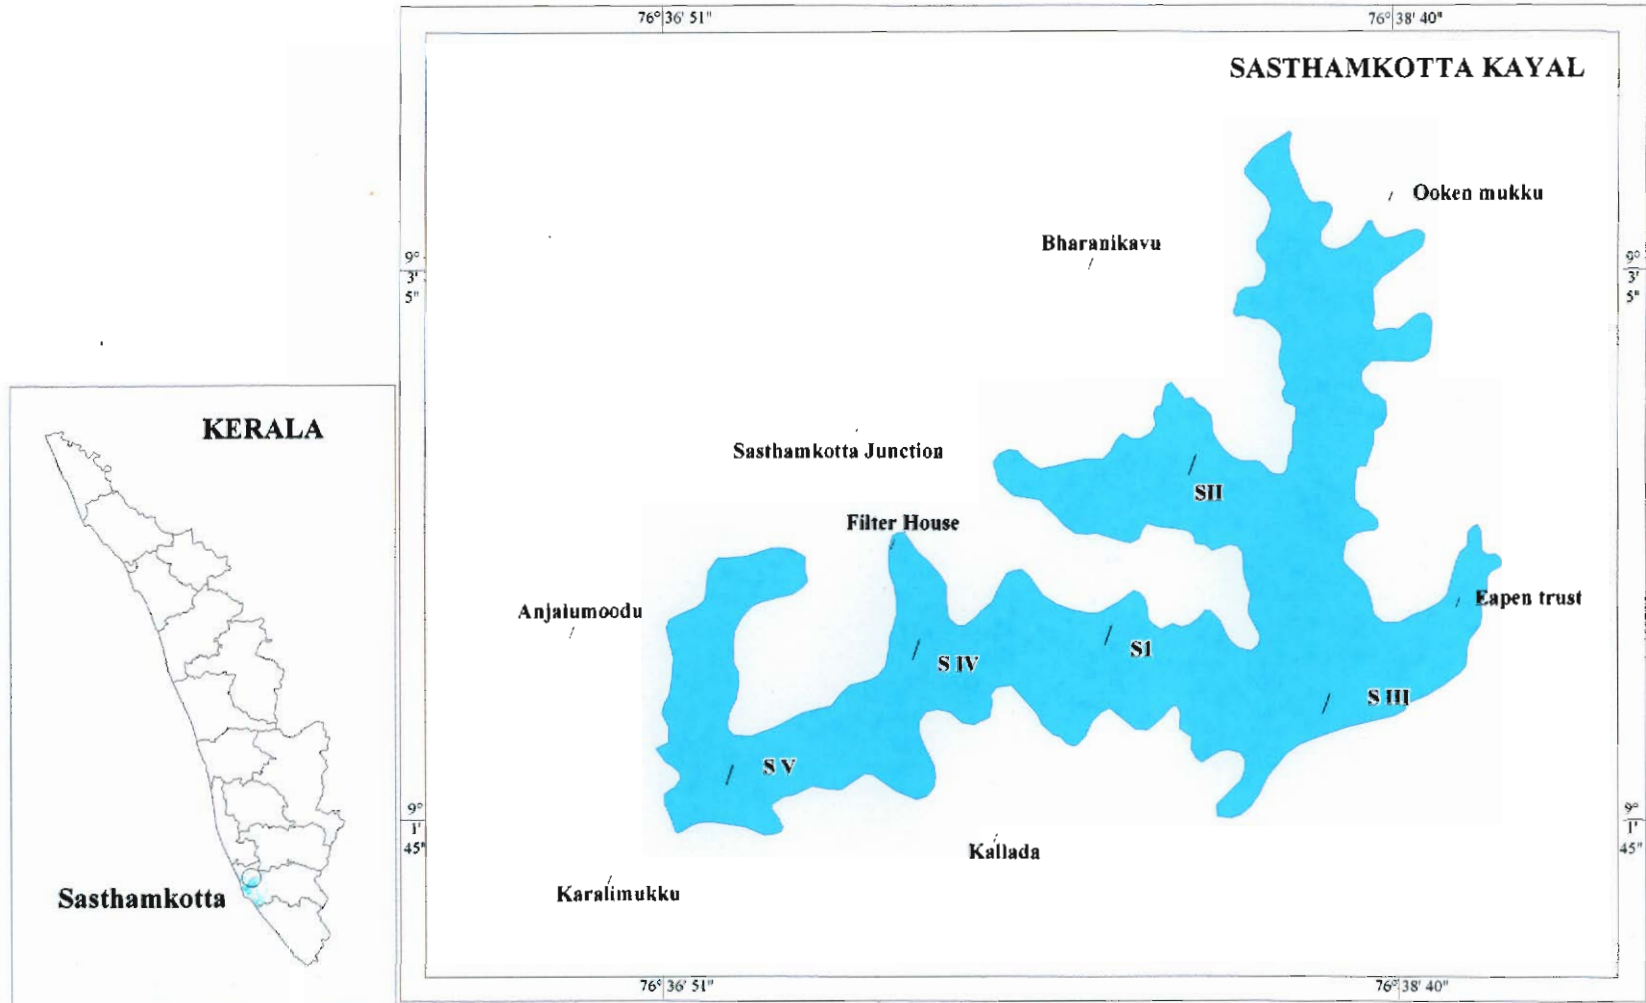 76° 36' 51"
76° 38' 40"
SASTHAMKOTTA KAYAL
Ooken mukku
Bharanikavu
9°
3'
5"
9°
3'
5"
KERALA
Sasthamkotta Junction
SII
Filter House
Anjalumoodu
Eapen trust
S IV
S1
S III
S V
9°
1'
45"
9°
1'
45"
Kallada
Karalimukku
Sasthamkotta
76° 36' 51"
76° 38' 40"